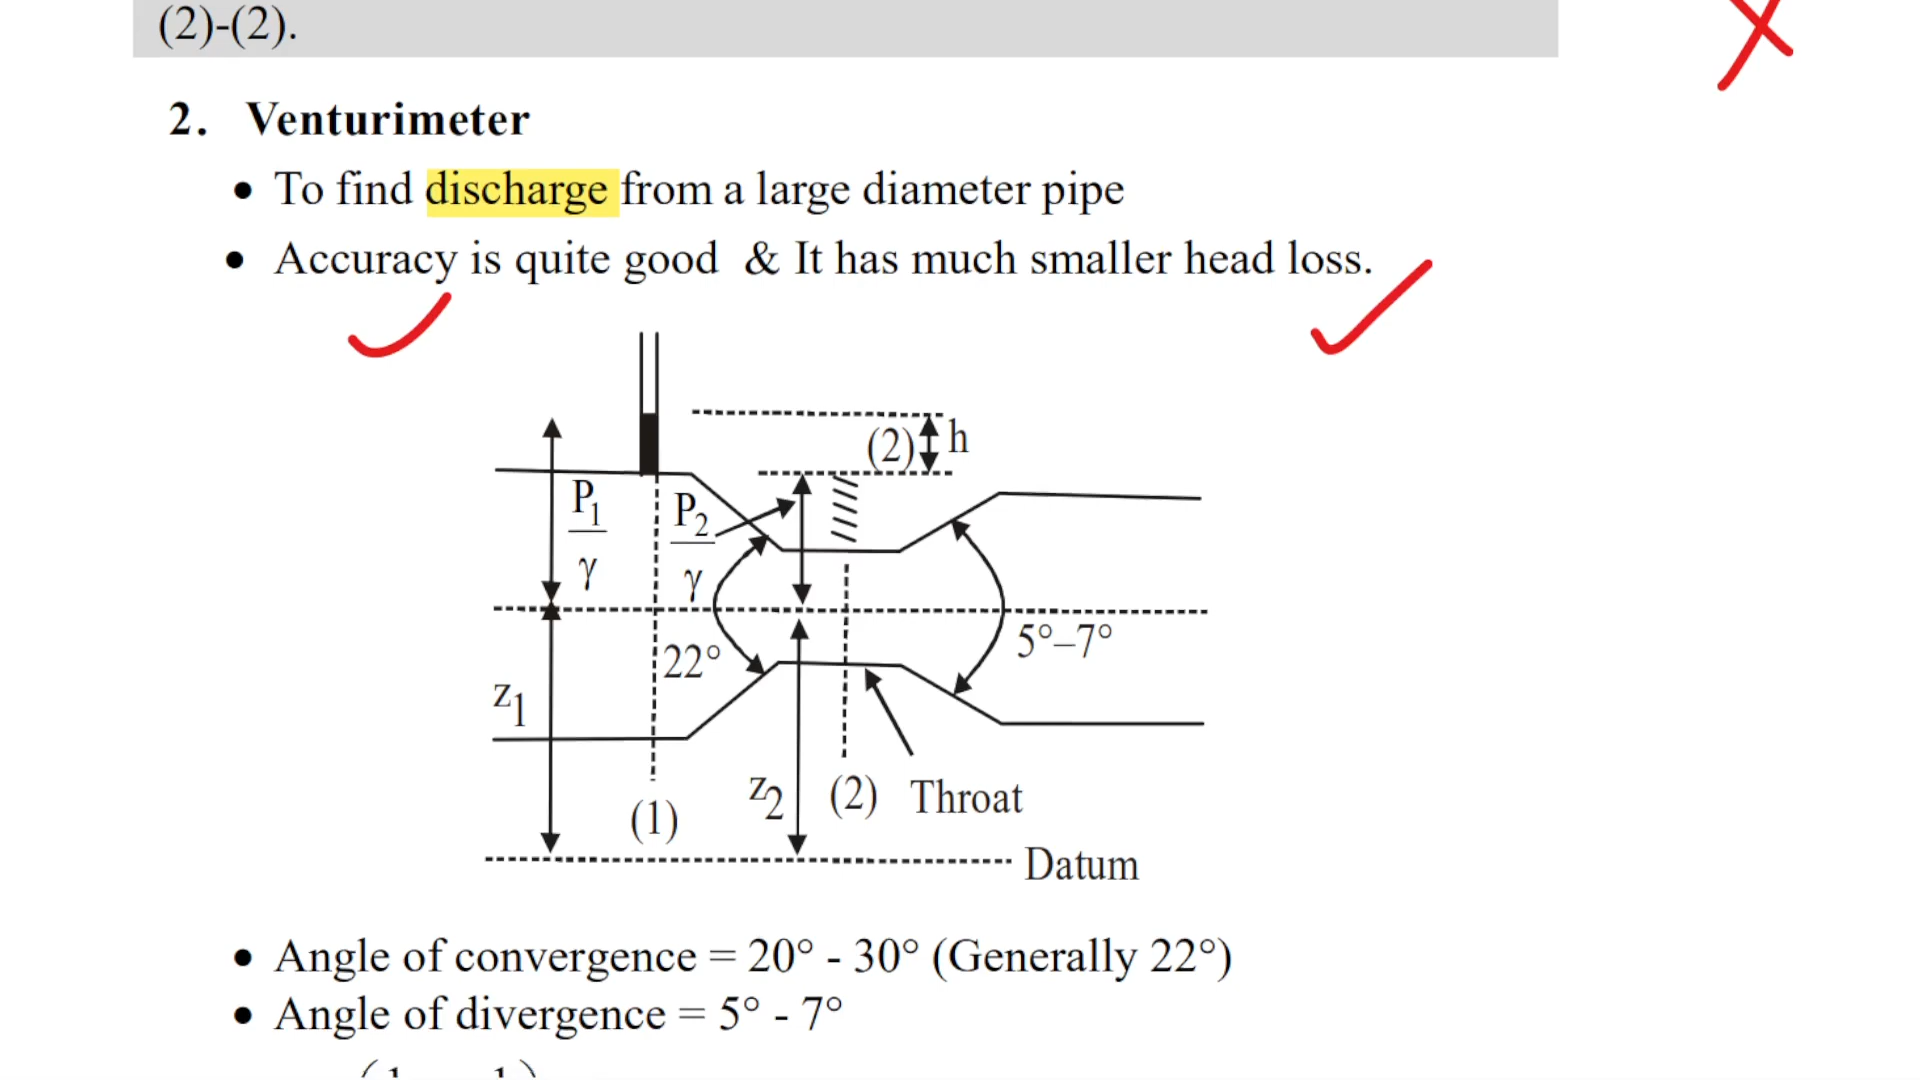 (2)-(2).
2. Venturimeter
• To find discharge from a large diameter pipe
• Accuracy is quite good & It has much smaller head loss.
(2) h
P1
γ
P2
γ
22°
5°–7°
z1
(1)
z2
(2) Throat
Datum
• Angle of convergence = 20° - 30° (Generally 22°)
• Angle of divergence = 5° - 7°